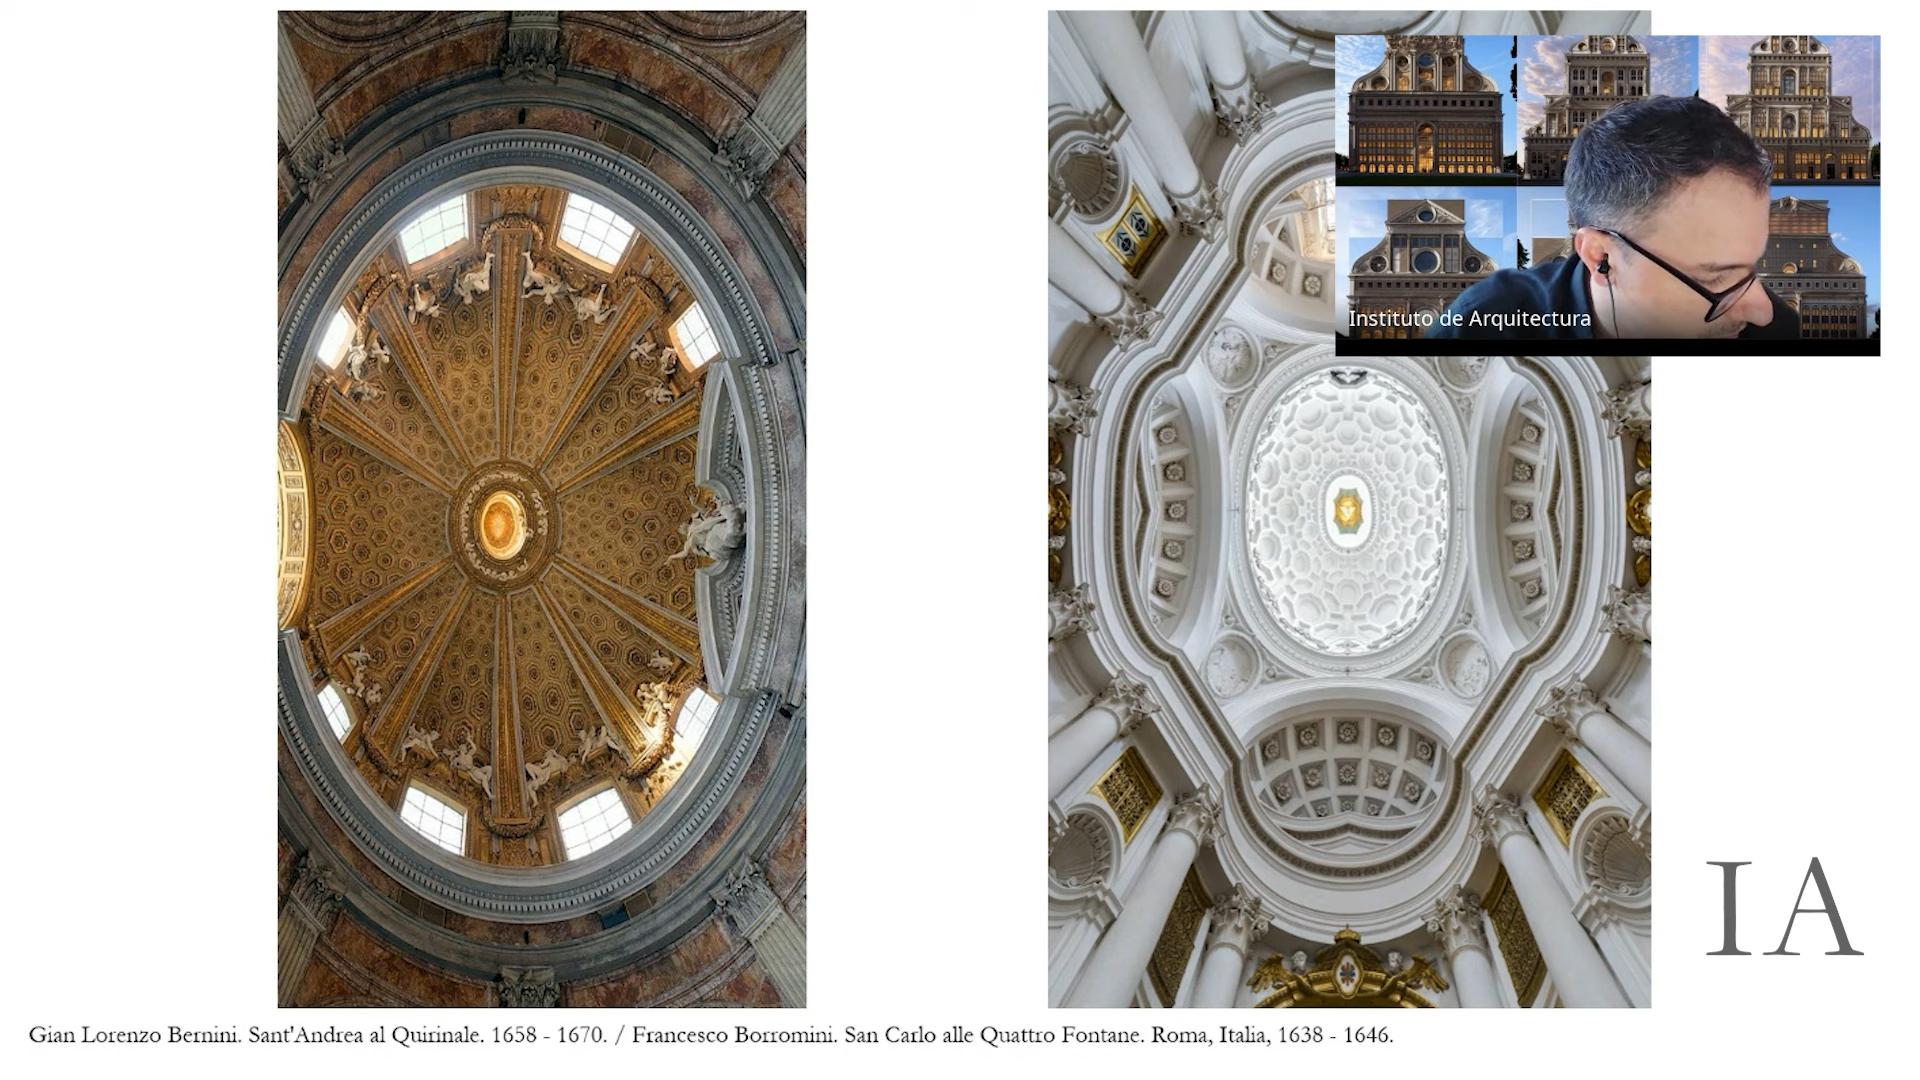 Instituto de Arquitectura
IA
Gian Lorenzo Bernini. Sant'Andrea al Quirinale. 1658 - 1670. / Francesco Borromini. San Carlo alle Quattro Fontane. Roma, Italia, 1638 - 1646.